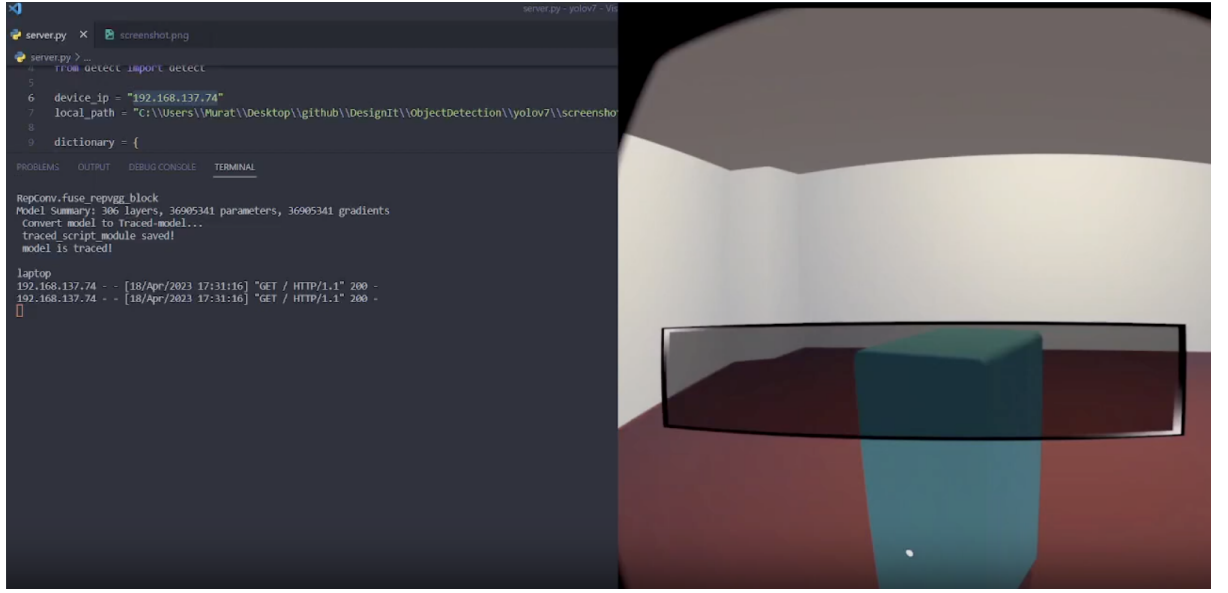 server.py - yolov7 - Vis
server.py × screenshot.png
server.py > ...
4 from detect import detect
5
6 device_ip = "192.168.137.74"
7 local_path = "C:\\Users\\Murat\\Desktop\\github\\DesignIt\\ObjectDetection\\yolov7\\screensho
8
9 dictionary = {
PROBLEMS OUTPUT DEBUG CONSOLE TERMINAL
RepConv.fuse_repvgg_block
Model Summary: 306 layers, 36905341 parameters, 36905341 gradients
Convert model to Traced-model...
traced_script_module saved!
model is traced!
laptop
192.168.137.74 - - [18/Apr/2023 17:31:16] "GET / HTTP/1.1" 200 -
192.168.137.74 - - [18/Apr/2023 17:31:16] "GET / HTTP/1.1" 200 -